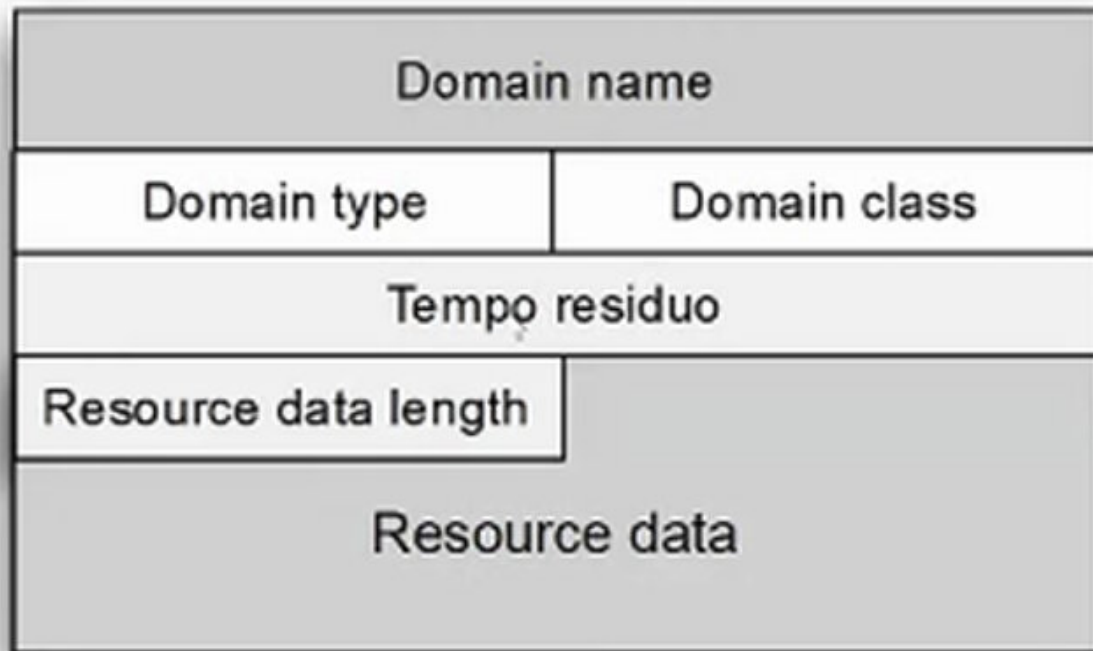 Domain name
Domain type
Domain class
Tempo residuo
Resource data length
Resource data